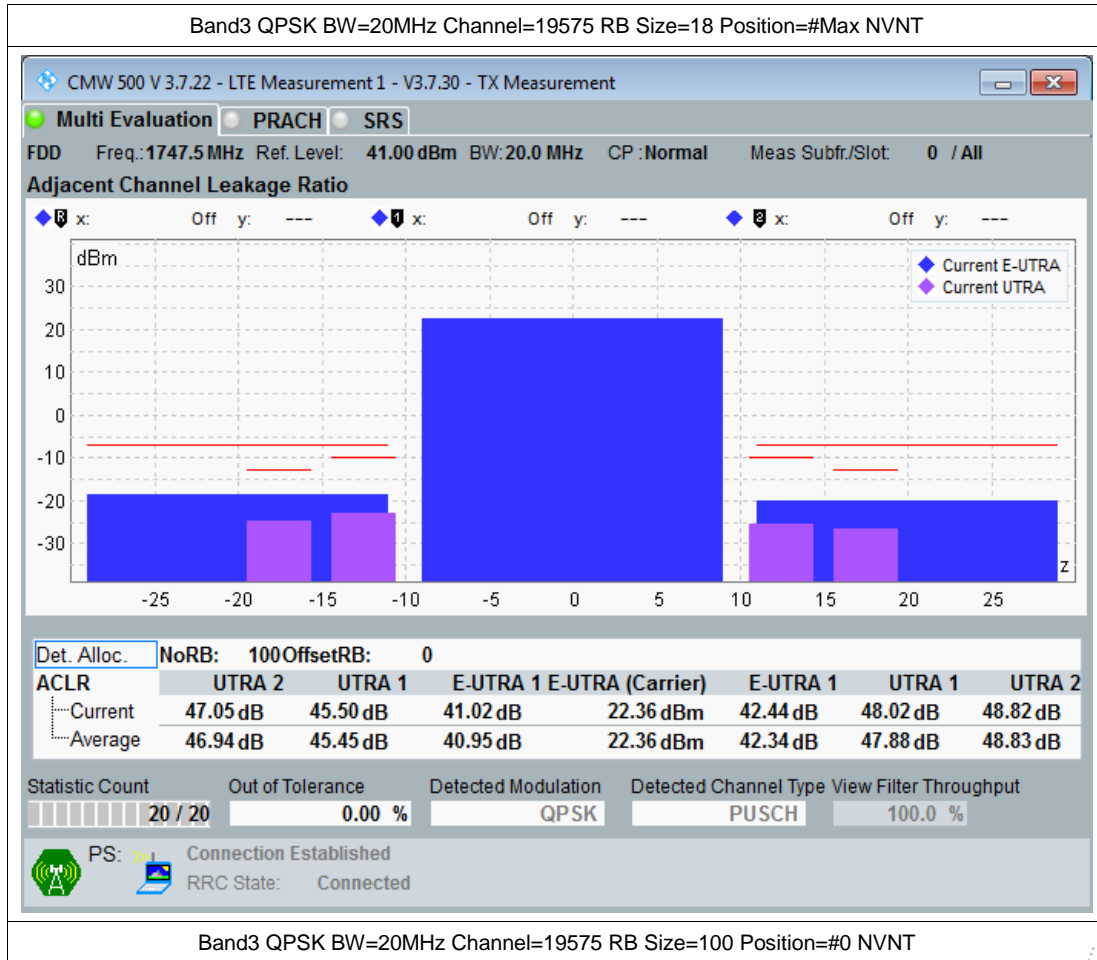 Band3 QPSK BW=20MHz Channel=19575 RB Size=18 Position=#Max NVNT
CMW 500 V 3.7.22 - LTE Measurement 1 - V3.7.30 - TX Measurement
Multi Evaluation PRACH SRS
FDD Freq.:1747.5 MHz Ref. Level: 41.00 dBm BW:20.0 MHz CP :Normal Meas Subfr./Slot: 0 / All
Adjacent Channel Leakage Ratio
R x: Off y: --- 1 x: Off y: --- 2 x: Off y: ---
dBm
Current E-UTRA
Current UTRA
30
20
10
0
-10
-20
-30
z
-25 -20 -15 -10 -5 0 5 10 15 20 25
Det. Alloc. NoRB: 100 OffsetRB: 0
ACLR UTRA 2 UTRA 1 E-UTRA 1 E-UTRA (Carrier) E-UTRA 1 UTRA 1 UTRA 2
Current 47.05 dB 45.50 dB 41.02 dB 22.36 dBm 42.44 dB 48.02 dB 48.82 dB
Average 46.94 dB 45.45 dB 40.95 dB 22.36 dBm 42.34 dB 47.88 dB 48.83 dB
Statistic Count Out of Tolerance Detected Modulation Detected Channel Type View Filter Throughput
20 / 20 0.00 % QPSK PUSCH 100.0 %
PS: Connection Established
RRC State: Connected
Band3 QPSK BW=20MHz Channel=19575 RB Size=100 Position=#0 NVNT